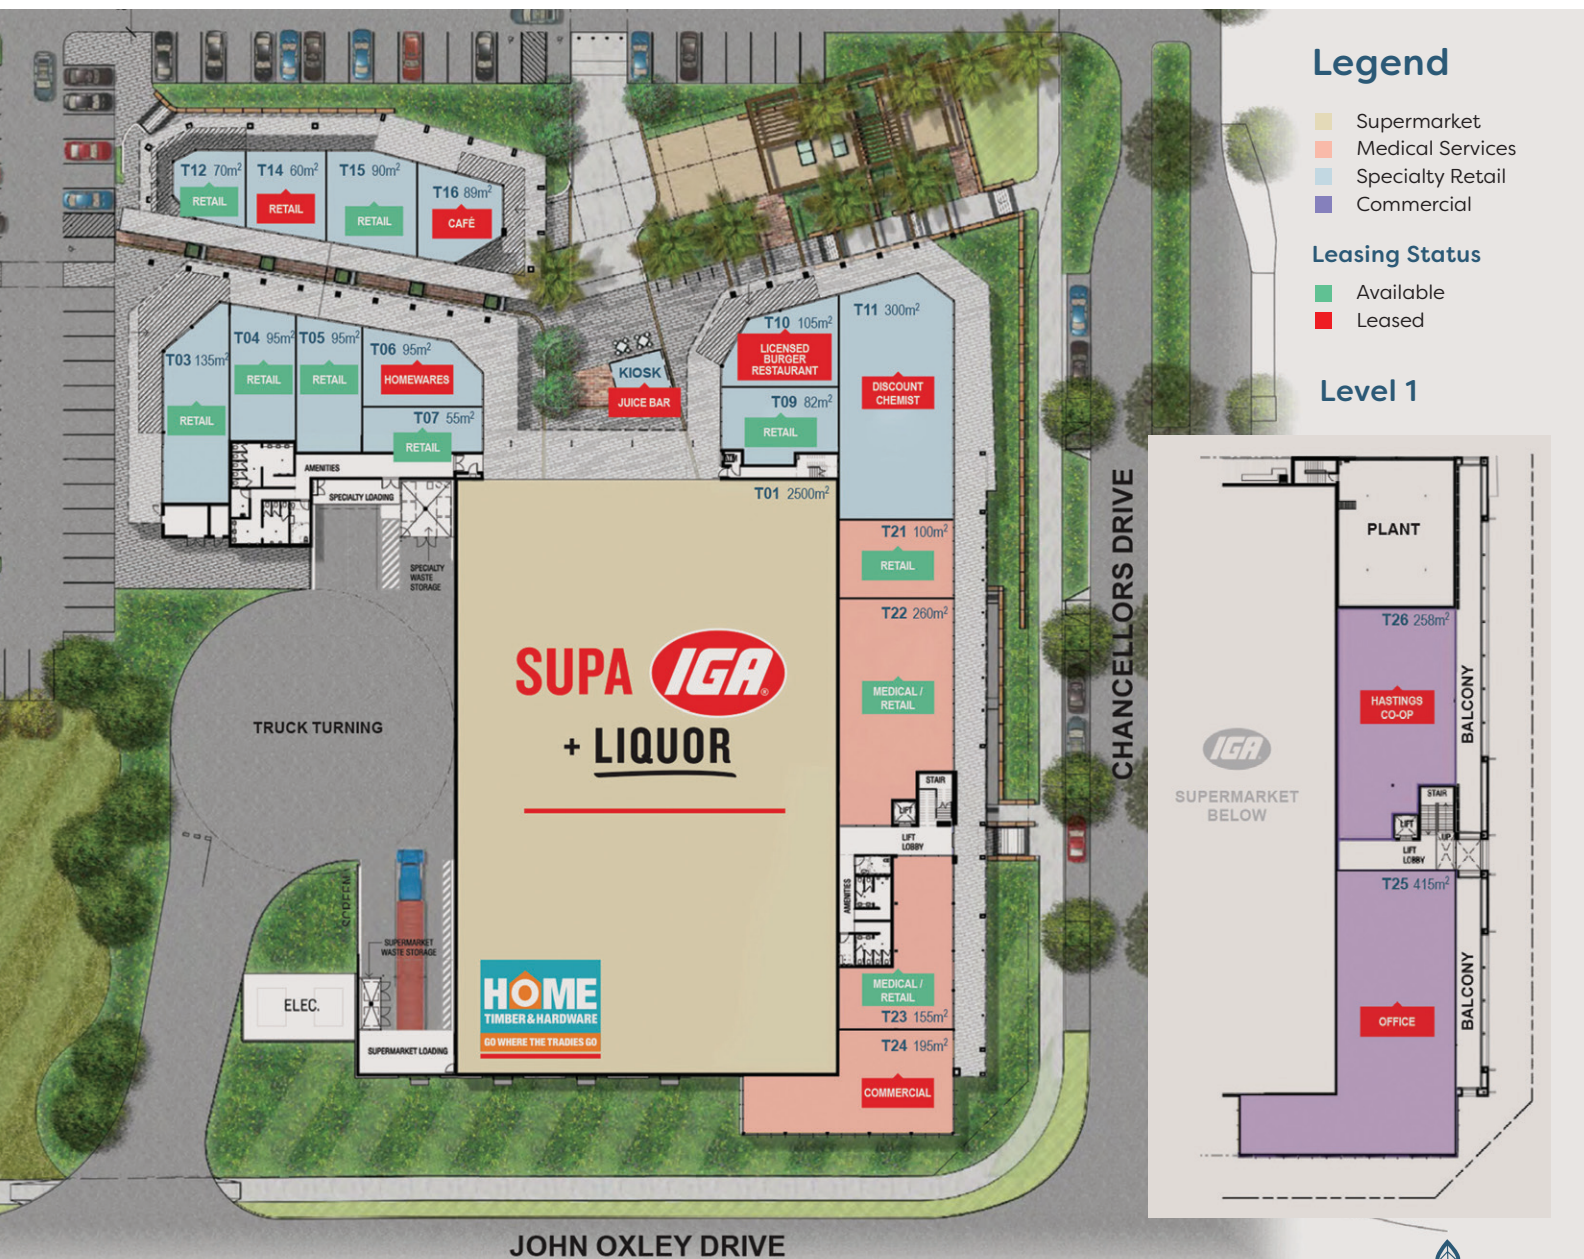 Legend
Supermarket
Medical Services
Specialty Retail
Commercial
Leasing Status
Available
Leased
Level 1
T12 70m²
RETAIL
T14 60m²
RETAIL
T15 90m²
RETAIL
T16 89m²
CAFÉ
T03 135m²
RETAIL
T04 95m²
RETAIL
T05 95m²
RETAIL
T06 95m²
HOMEWARES
T07 55m²
RETAIL
KIOSK
JUICE BAR
T10 105m²
LICENSED
BURGER
RESTAURANT
T09 82m²
RETAIL
T11 300m²
DISCOUNT
CHEMIST
AMENITIES
SPECIALTY LOADING
SPECIALTY
WASTE
STORAGE
T01 2500m²
SUPA IGA
+ LIQUOR
HOME
TIMBER & HARDWARE
GO WHERE THE TRADIES GO
T21 100m²
RETAIL
T22 260m²
MEDICAL /
RETAIL
STAIR
LIFT
LIFT
LOBBY
AMENITIES
MEDICAL /
RETAIL
T23 155m²
T24 195m²
COMMERCIAL
TRUCK TURNING
SCREEN
SUPERMARKET
WASTE STORAGE
ELEC.
SUPERMARKET LOADING
CHANCELLORS DRIVE
JOHN OXLEY DRIVE
PLANT
T26 258m²
HASTINGS
CO-OP
BALCONY
IGA
SUPERMARKET
BELOW
STAIR
LIFT
UP
LIFT
LOBBY
T25 415m²
OFFICE
BALCONY